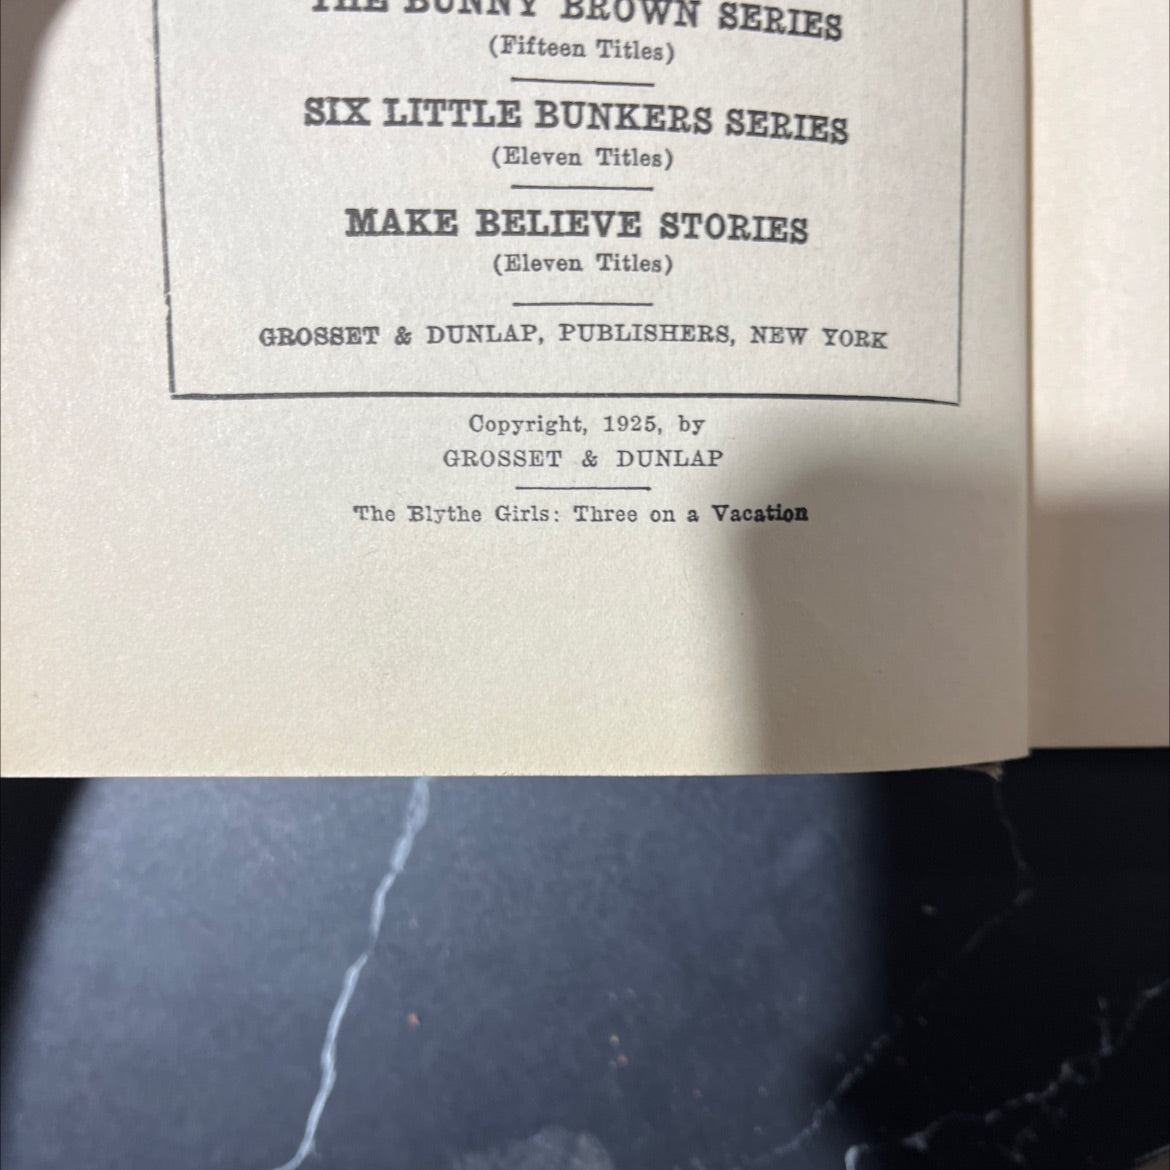 THE BUNNY BROWN SERIES
(Fifteen Titles)
SIX LITTLE BUNKERS SERIES
(Eleven Titles)
MAKE BELIEVE STORIES
(Eleven Titles)
GROSSET & DUNLAP, PUBLISHERS, NEW YORK
Copyright, 1925, by
GROSSET & DUNLAP
The Blythe Girls: Three on a Vacation